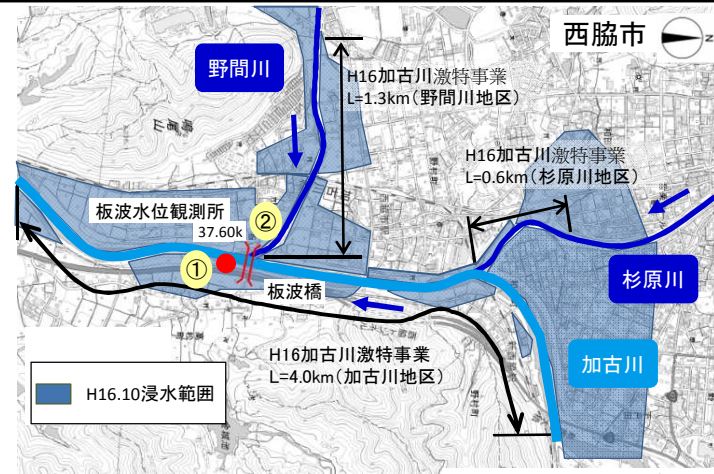 西脇市
N
野間川
H16加古川激特事業
L=1.3km(野間川地区)
H16加古川激特事業
L=0.6km(杉原川地区)
板波水位観測所
37.60k
②
①
板波橋
杉原川
加古川
H16加古川激特事業
L=4.0km(加古川地区)
H16.10浸水範囲
野村町